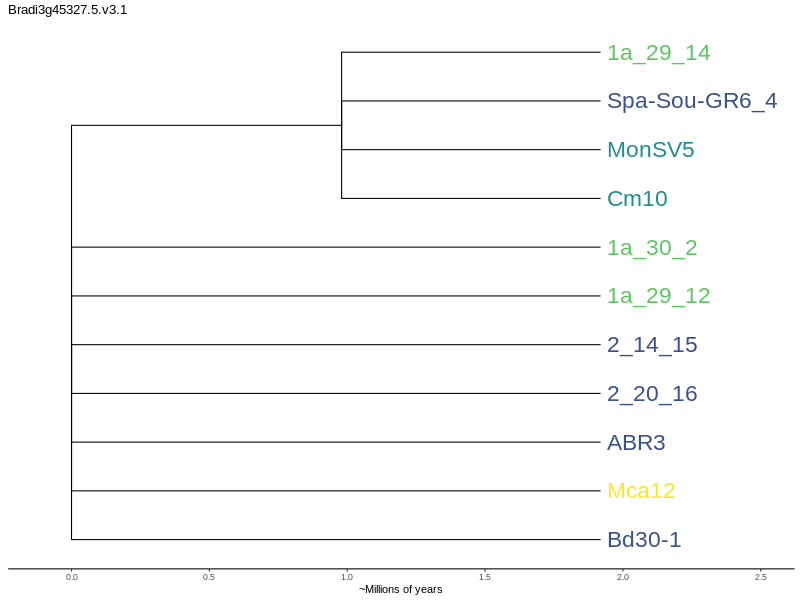 Bradi3g45327.5.v3.1
1a_29_14
Spa-Sou-GR6_4
MonSV5
Cm10
1a_30_2
1a_29_12
2_14_15
2_20_16
ABR3
Mca12
Bd30-1
0.0 0.5 1.0 1.5 2.0 2.5
~Millions of years